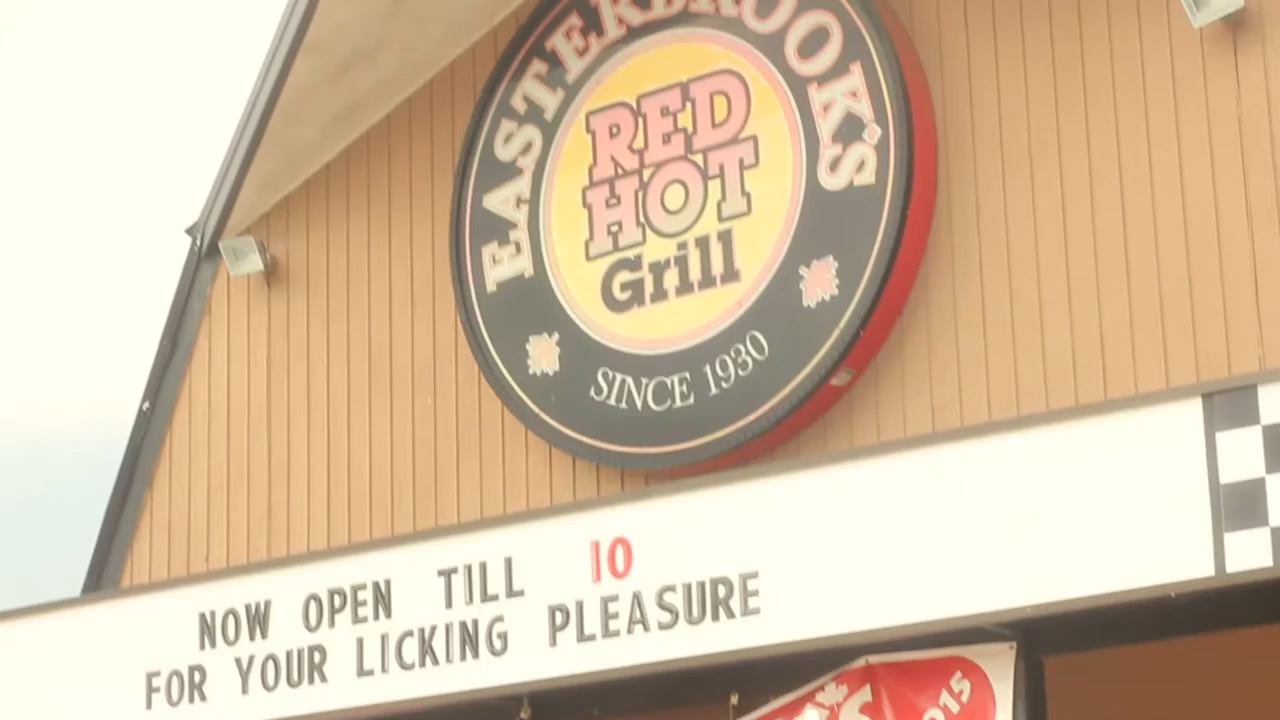 EASTERBROOK'S
RED
HOT
Grill
SINCE 1930
NOW OPEN TILL 10
FOR YOUR LICKING PLEASURE